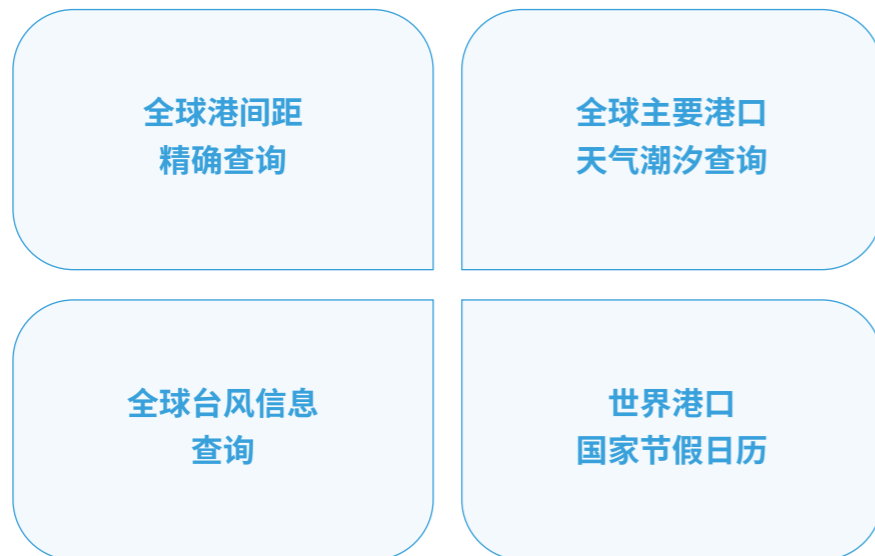 全球港间距
精确查询
全球主要港口
天气潮汐查询
全球台风信息
查询
世界港口
国家节假日历